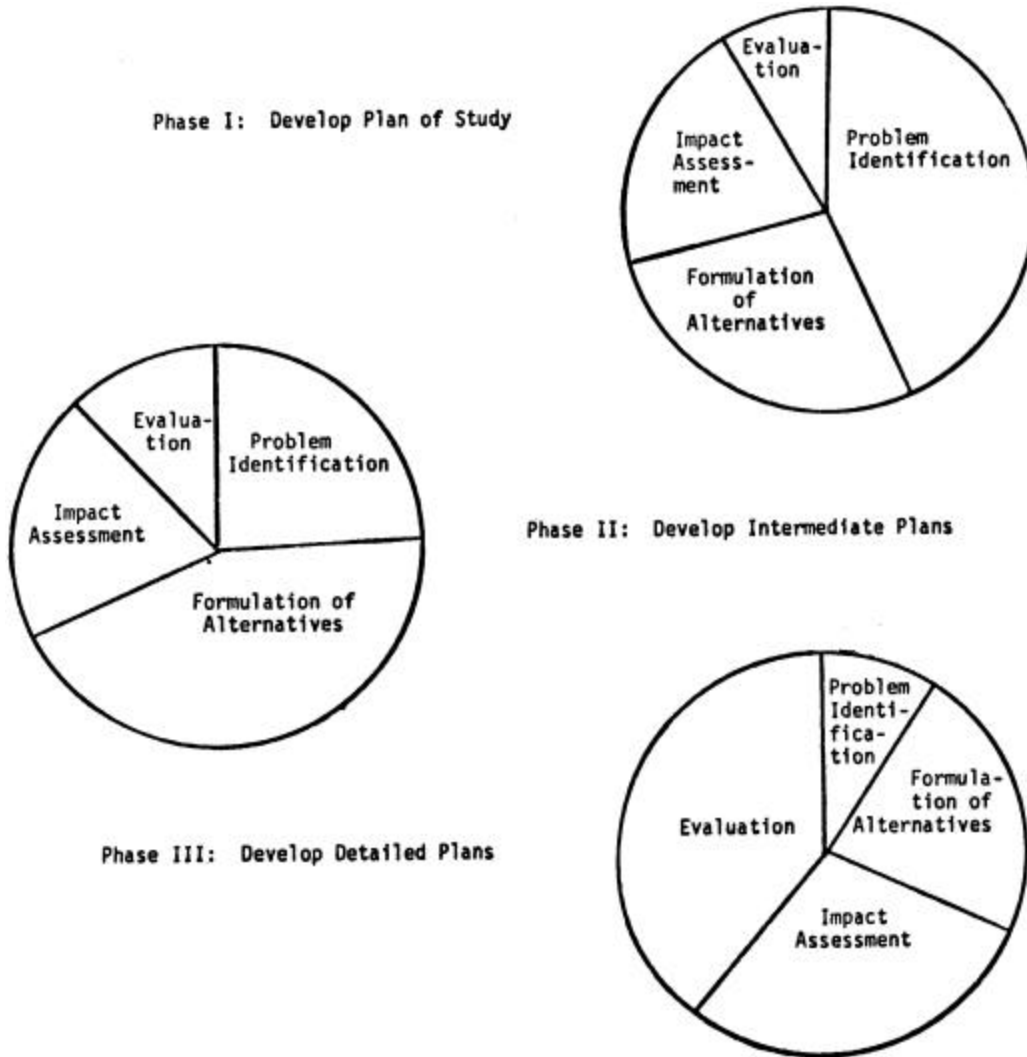 Phase I: Develop Plan of Study
Evalua-
tion
Problem
Identification
Impact
Assess-
ment
Formulation
of
Alternatives
Evalua-
tion
Problem
Identification
Impact
Assessment
Formulation of
Alternatives
Phase II: Develop Intermediate Plans
Problem
Identi-
fica-
tion
Formula-
tion of
Alternatives
Evaluation
Impact
Assessment
Phase III: Develop Detailed Plans